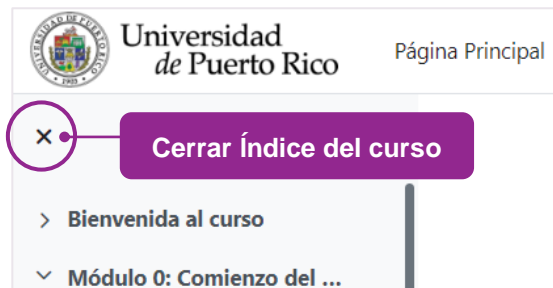 Universidad
de Puerto Rico
Página Principal
×
Cerrar Índice del curso
Bienvenida al curso
Módulo 0: Comienzo del ...